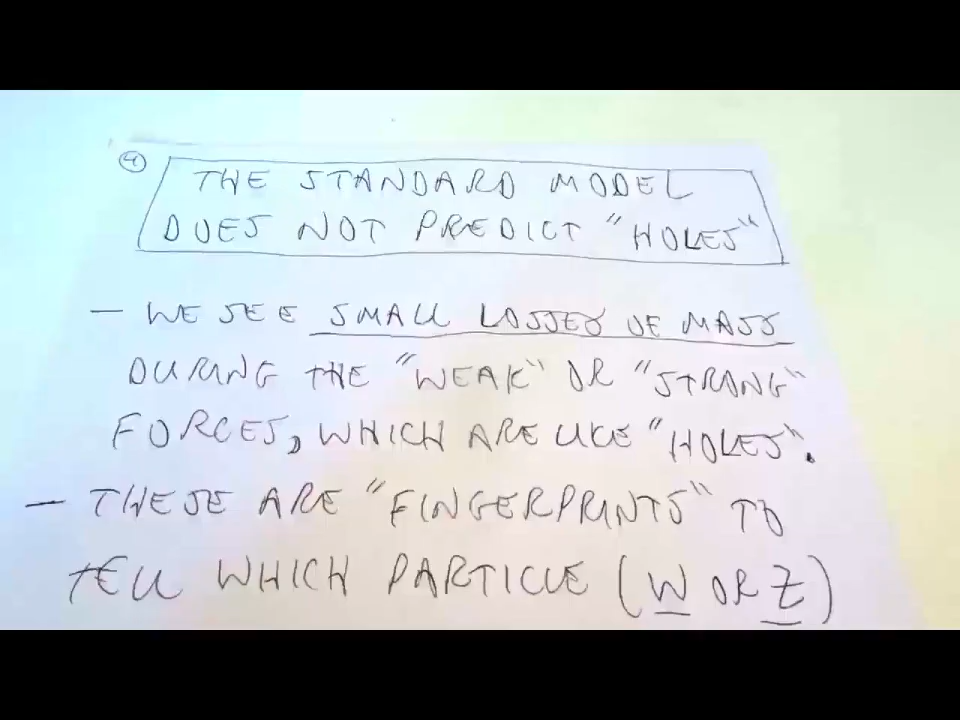 ④ THE STANDARD MODEL
DOES NOT PREDICT "HOLES"
— WE SEE SMALL LOSSES OF MASS
DURING THE "WEAK" OR "STRONG"
FORCES, WHICH ARE LIKE "HOLES".
— THESE ARE "FINGERPRINTS" TO
TELL WHICH PARTICLE (W OR Z)